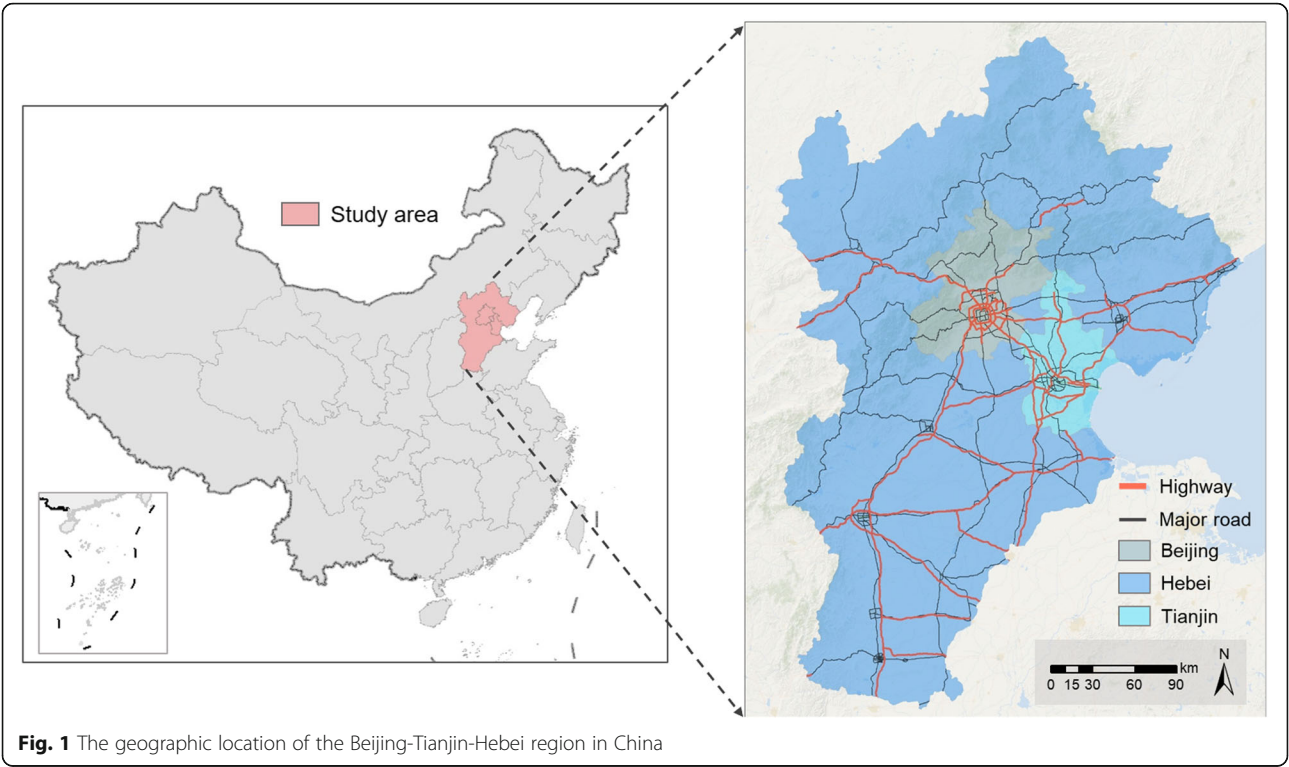 Study area
Highway
Major road
Beijing
Hebei
Tianjin
N
km
0 15 30 60 90
Fig. 1 The geographic location of the Beijing-Tianjin-Hebei region in China